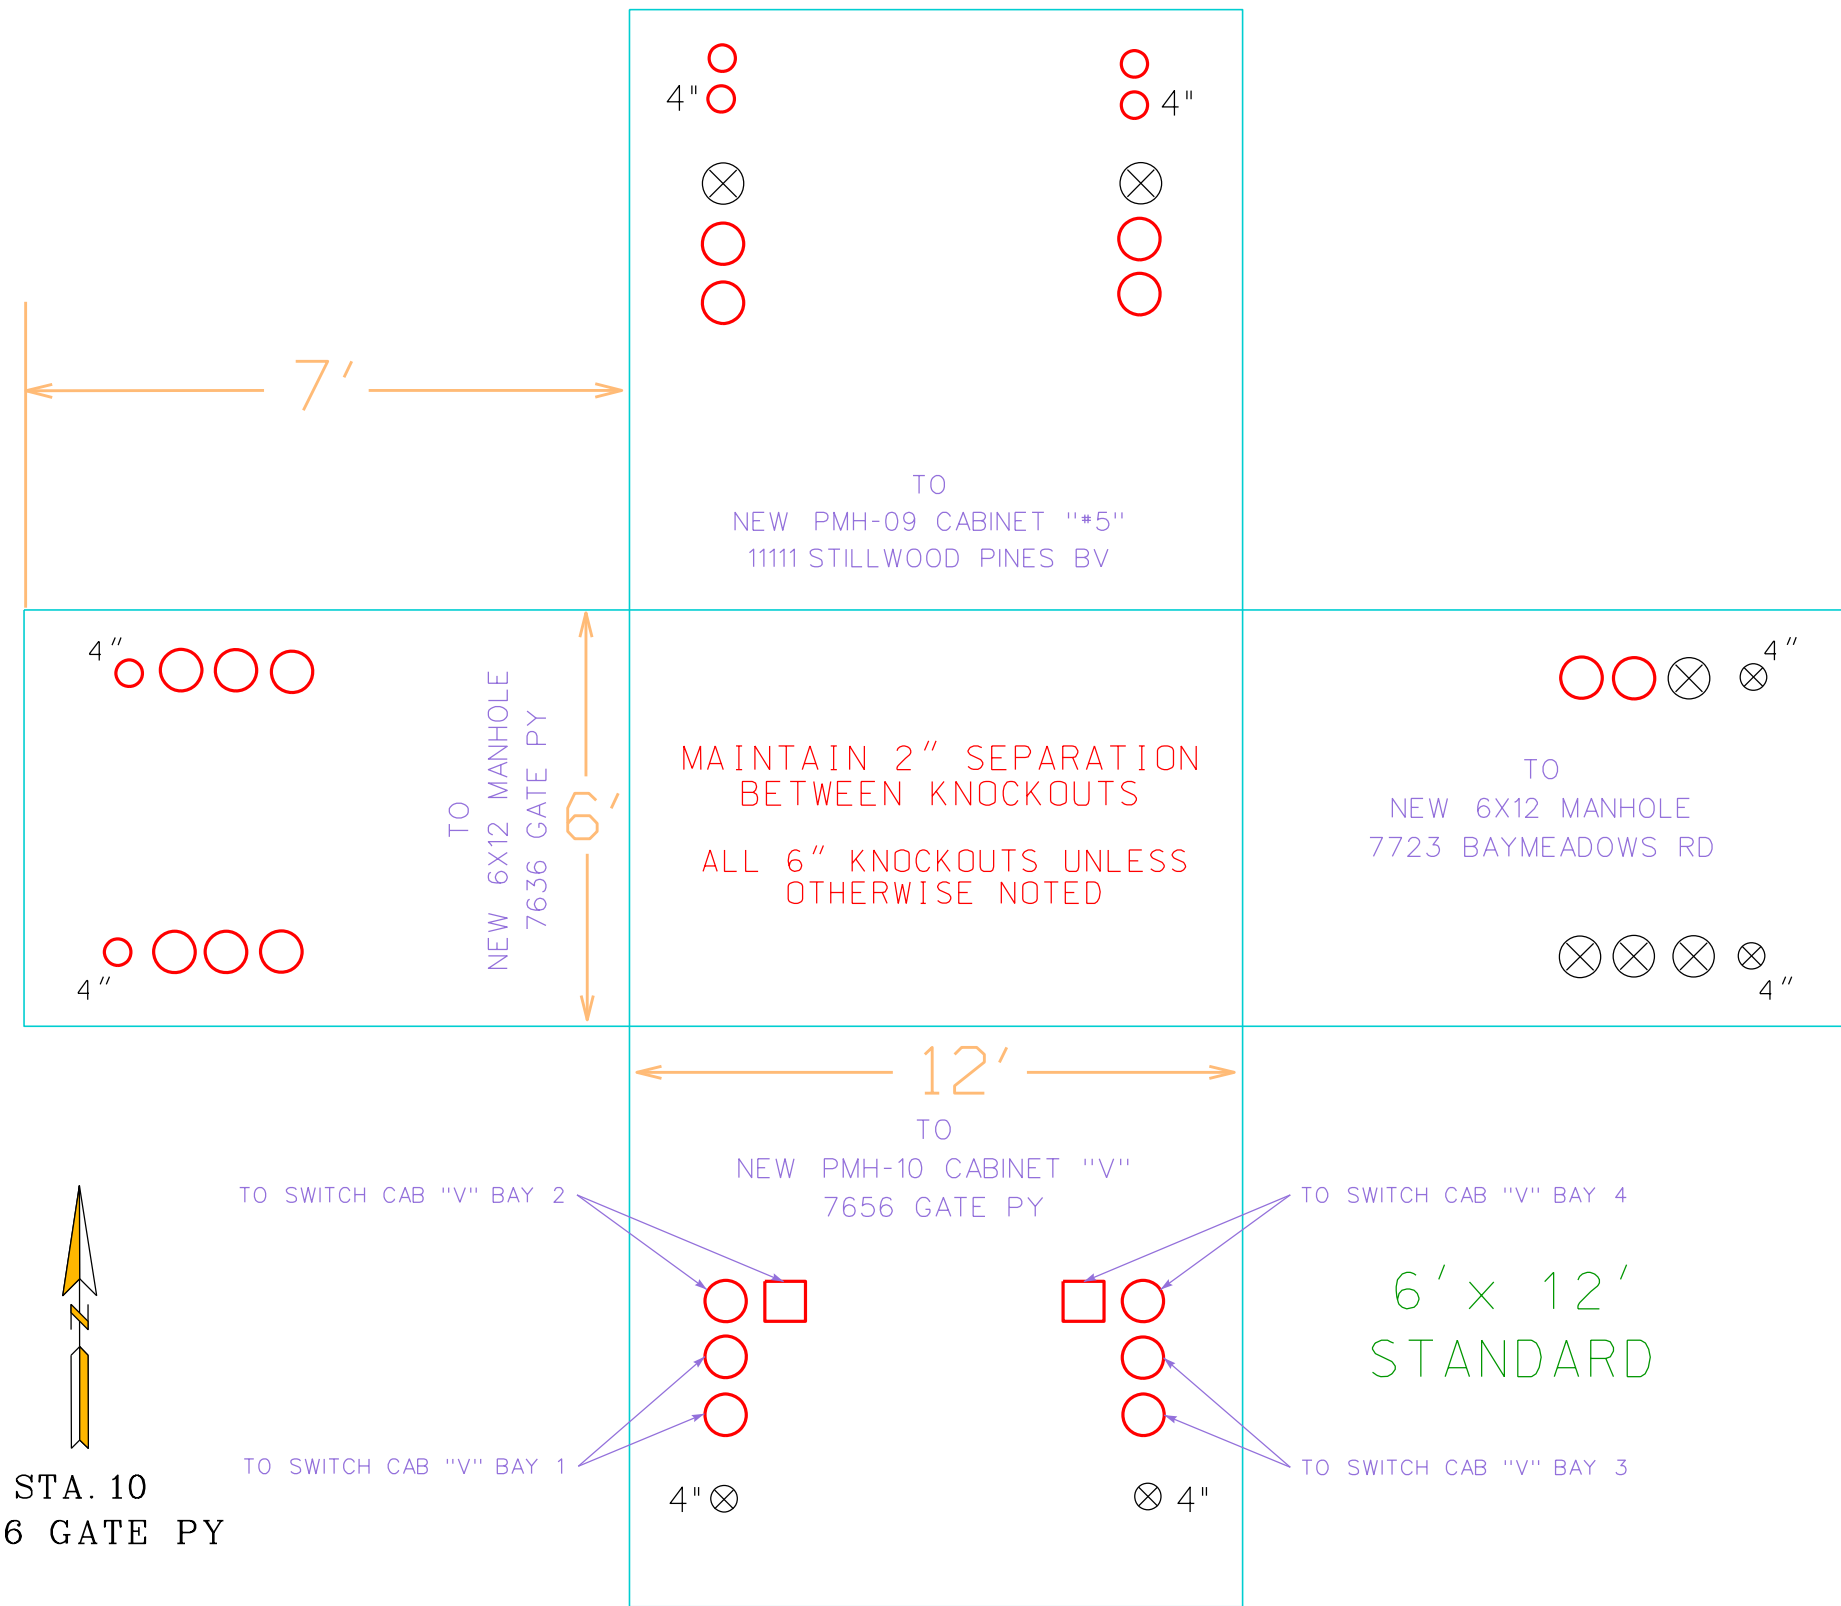 4" 4"
7'
TO
NEW PMH-09 CABINET "#5"
11111 STILLWOOD PINES BV
4"
4"
TO
NEW 6X12 MANHOLE
7636 GATE PY
6'
MAINTAIN 2" SEPARATION
BETWEEN KNOCKOUTS
ALL 6" KNOCKOUTS UNLESS
OTHERWISE NOTED
4"
TO
NEW 6X12 MANHOLE
7723 BAYMEADOWS RD
4"
12'
TO
NEW PMH-10 CABINET "V"
7656 GATE PY
TO SWITCH CAB "V" BAY 2
TO SWITCH CAB "V" BAY 4
6' x 12'
STANDARD
TO SWITCH CAB "V" BAY 1
TO SWITCH CAB "V" BAY 3
4" 4"
N
STA. 10
6 GATE PY